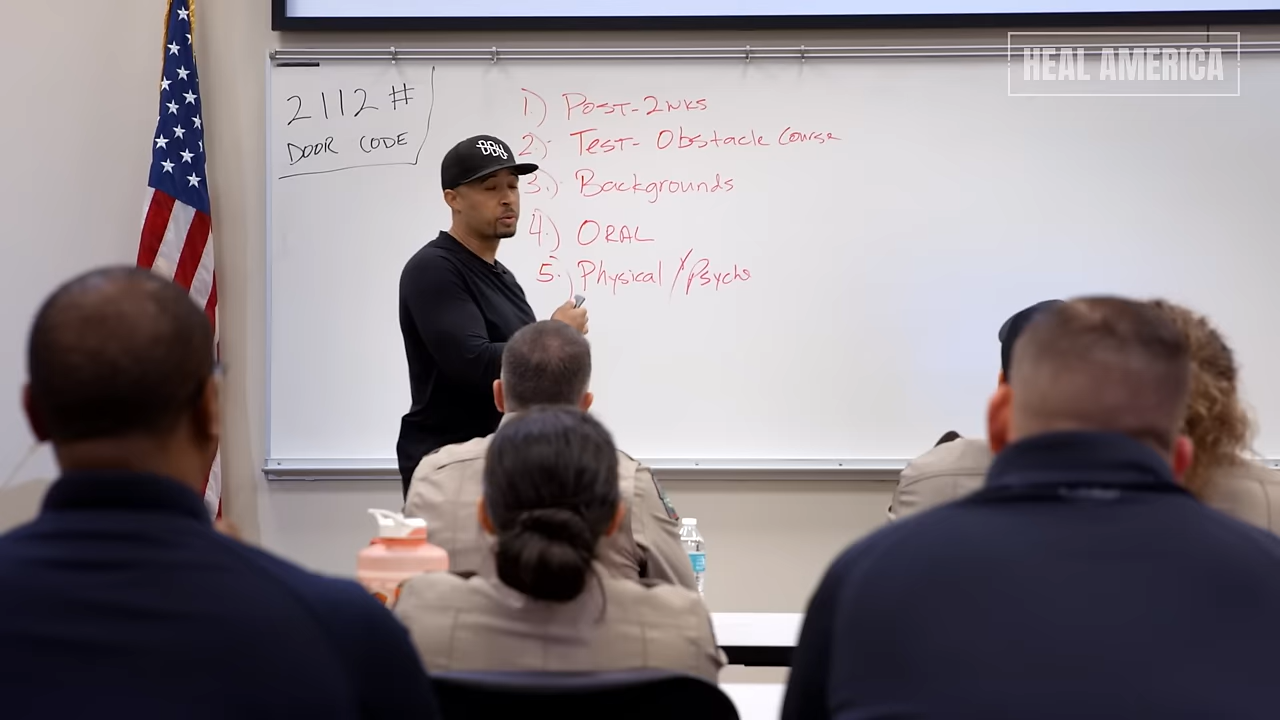 HEAL AMERICA
2112#
DOOR CODE
1.) Post-2wks
2.) Test- Obstacle Course
3.) Backgrounds
4.) ORAL
5.) Physical/Psych